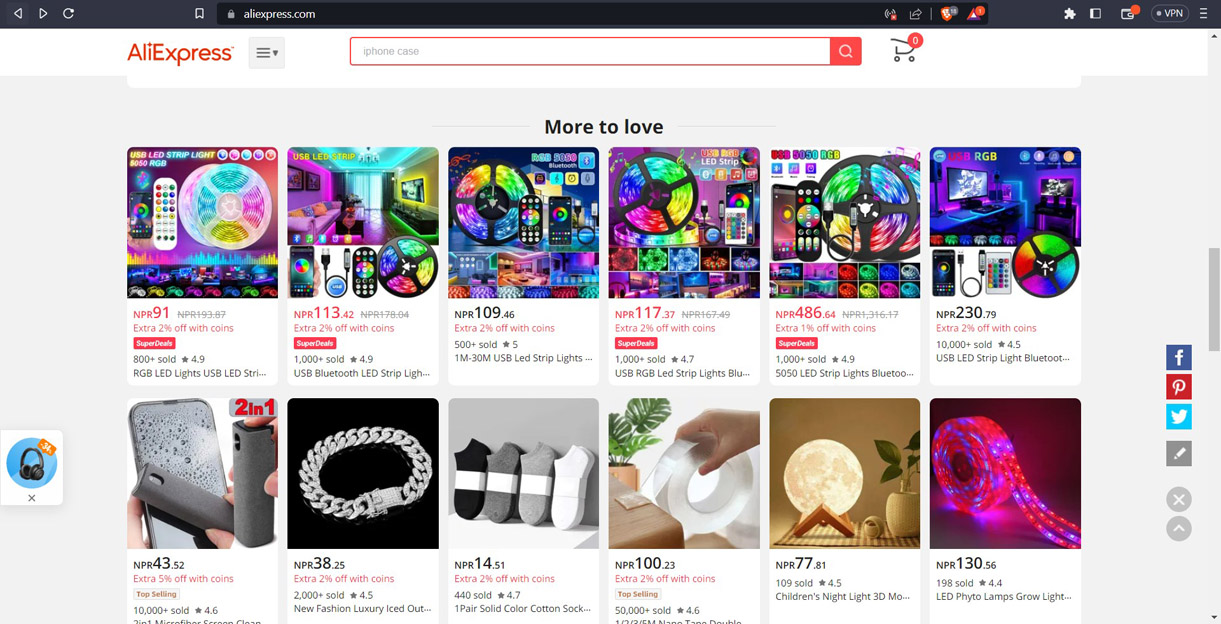 aliexpress.com
18
1
VPN
AliExpress
iphone case
0
More to love
USB LED STRIP LIGHT
5050 RGB
USB LED STRIP
RGB 5050
Bluetooth
USB RGB
LED Strip
USB 5050 RGB
USB RGB
NPR91 NPR193.87
Extra 2% off with coins
SuperDeals
800+ sold 4.9
RGB LED Lights USB LED Stri...
NPR113.42 NPR178.04
Extra 2% off with coins
SuperDeals
1,000+ sold 4.9
USB Bluetooth LED Strip Ligh...
NPR109.46
Extra 2% off with coins
500+ sold 5
1M-30M USB Led Strip Lights ...
NPR117.37 NPR167.49
Extra 2% off with coins
SuperDeals
1,000+ sold 4.7
USB RGB Led Strip Lights Blu...
NPR486.64 NPR1,316.17
Extra 1% off with coins
SuperDeals
1,000+ sold 4.9
5050 LED Strip Lights Bluetoo...
NPR230.79
Extra 2% off with coins
10,000+ sold 4.5
USB LED Strip Light Bluetoot...
2in1
NPR43.52
Extra 5% off with coins
Top Selling
10,000+ sold 4.6
2in1 Microfiber Screen Clean
NPR38.25
Extra 2% off with coins
2,000+ sold 4.5
New Fashion Luxury Iced Out...
NPR14.51
Extra 2% off with coins
440 sold 4.7
1Pair Solid Color Cotton Sock...
NPR100.23
Extra 2% off with coins
Top Selling
50,000+ sold 4.6
1/2/3/5M Nano Tape Double
NPR77.81
109 sold 4.5
Children's Night Light 3D Mo...
NPR130.56
198 sold 4.4
LED Phyto Lamps Grow Light...